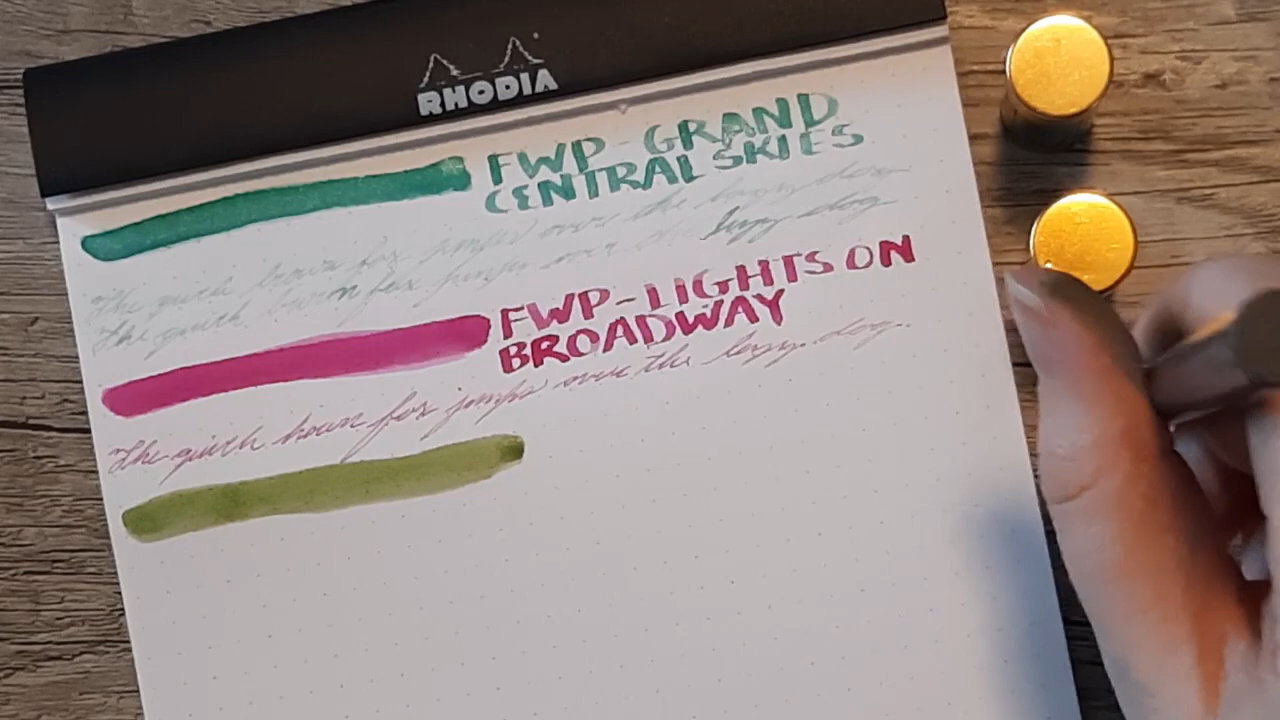 RHODIA
FWP-GRAND
CENTRAL SKIES
The quick brown fox jumps over the lazy dog
The quick brown fox jumps over the lazy dog
FWP-LIGHTS ON
BROADWAY
The quick brown fox jumps over the lazy dog.